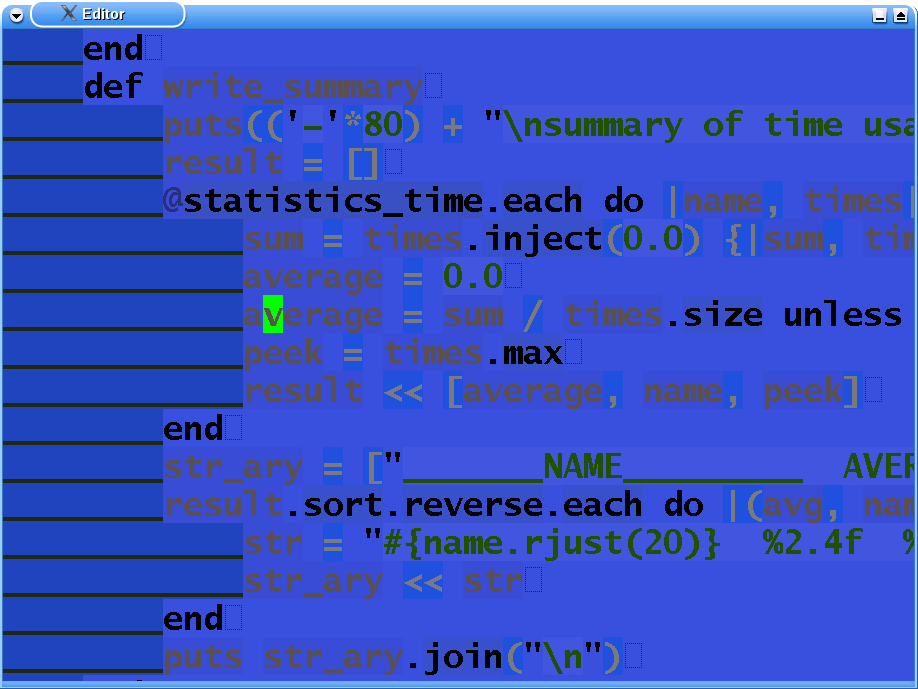 Editor
end
def write_summary
puts(('-'*80) + "\nsummary of time usa
result = []
@statistics_time.each do |name, times|
sum = times.inject(0.0) {|sum, tim
average = 0.0
average = sum / times.size unless
peek = times.max
result << [average, name, peek]
end
str_ary = ["_______NAME_________  AVER
result.sort.reverse.each do |(avg, nam
str = "#{name.rjust(20)}  %2.4f  %
str_ary << str
end
puts str_ary.join("\n")